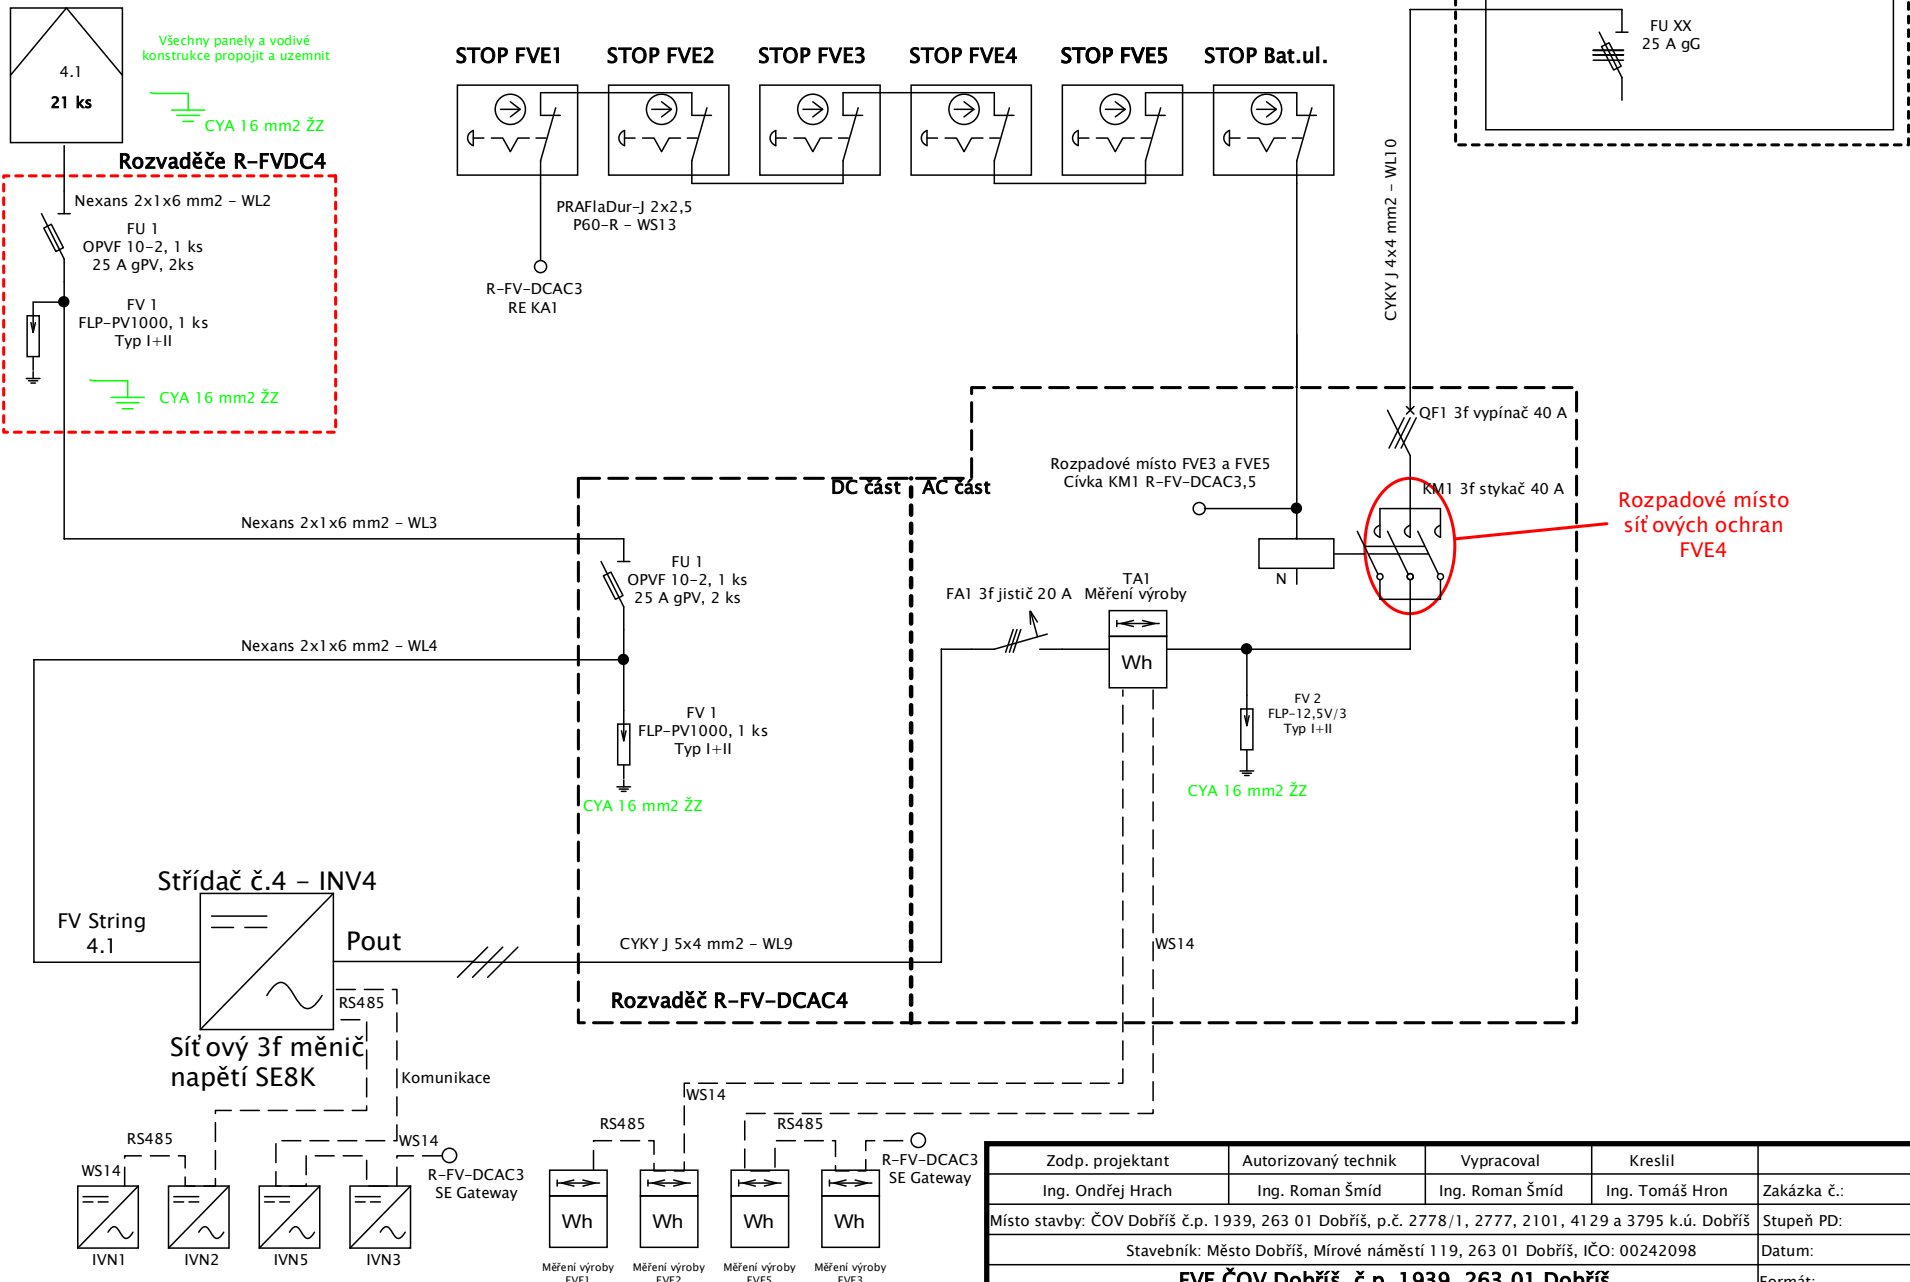 4.1
21 ks
Všechny panely a vodivé
konstrukce propojit a uzemnit
CYA 16 mm2 ŽZ
Rozvaděče R-FVDC4
Nexans 2x1x6 mm2 - WL2
FU 1
OPVF 10-2, 1 ks
25 A gPV, 2ks
FV 1
FLP-PV1000, 1 ks
Typ I+II
CYA 16 mm2 ŽZ
STOP FVE1
STOP FVE2
STOP FVE3
STOP FVE4
STOP FVE5
STOP Bat.ul.
PRAFlaDur-J 2x2,5
P60-R - WS13
R-FV-DCAC3
RE KA1
FU XX
25 A gG
CYKY J 4x4 mm2 - WL10
QF1 3f vypínač 40 A
Rozpadové místo FVE3 a FVE5
Cívka KM1 R-FV-DCAC3,5
KM1 3f stykač 40 A
Rozpadové místo
síťových ochran
FVE4
DC část
AC část
Nexans 2x1x6 mm2 - WL3
FU 1
OPVF 10-2, 1 ks
25 A gPV, 2 ks
N
FA1 3f jistič 20 A
TA1
Měření výroby
Wh
Nexans 2x1x6 mm2 - WL4
FV 1
FLP-PV1000, 1 ks
Typ I+II
CYA 16 mm2 ŽZ
FV 2
FLP-12,5V/3
Typ I+II
CYA 16 mm2 ŽZ
Střídač č.4 - INV4
FV String
4.1
Pout
CYKY J 5x4 mm2 - WL9
WS14
Rozvaděč R-FV-DCAC4
RS485
Síťový 3f měnič
napětí SE8K
Komunikace
WS14
RS485
WS14
WS14
R-FV-DCAC3
SE Gateway
IVN1
IVN2
IVN5
IVN3
RS485
RS485
R-FV-DCAC3
SE Gateway
Wh
Wh
Wh
Wh
Měření výroby
FVE1
Měření výroby
FVE2
Měření výroby
FVE5
Měření výroby
FVE3
Zodp. projektant
Autorizovaný technik
Vypracoval
Kreslil
Ing. Ondřej Hrach
Ing. Roman Šmíd
Ing. Roman Šmíd
Ing. Tomáš Hron
Zakázka č.:
Místo stavby: ČOV Dobříš č.p. 1939, 263 01 Dobříš, p.č. 2778/1, 2777, 2101, 4129 a 3795 k.ú. Dobříš
Stupeň PD:
Stavebník: Město Dobříš, Mírové náměstí 119, 263 01 Dobříš, IČO: 00242098
Datum:
FVE ČOV Dobříš, č.p. 1939, 263 01 Dobříš
Formát: